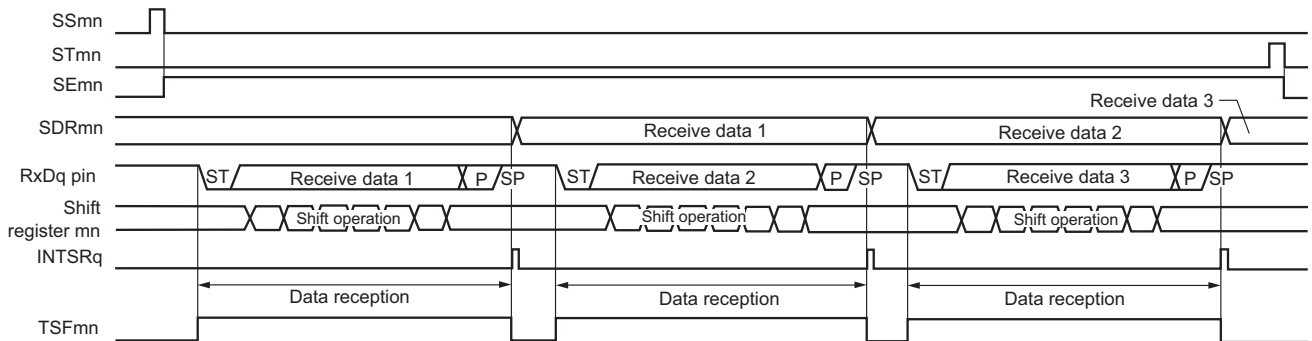 SSmn
STmn
SEmn
Receive data 3
SDRmn
Receive data 1
Receive data 2
RxDq pin
ST
Receive data 1
P
SP
ST
Receive data 2
P
SP
ST
Receive data 3
P
SP
Shift
register mn
Shift operation
Shift operation
Shift operation
INTSRq
Data reception
Data reception
Data reception
TSFmn